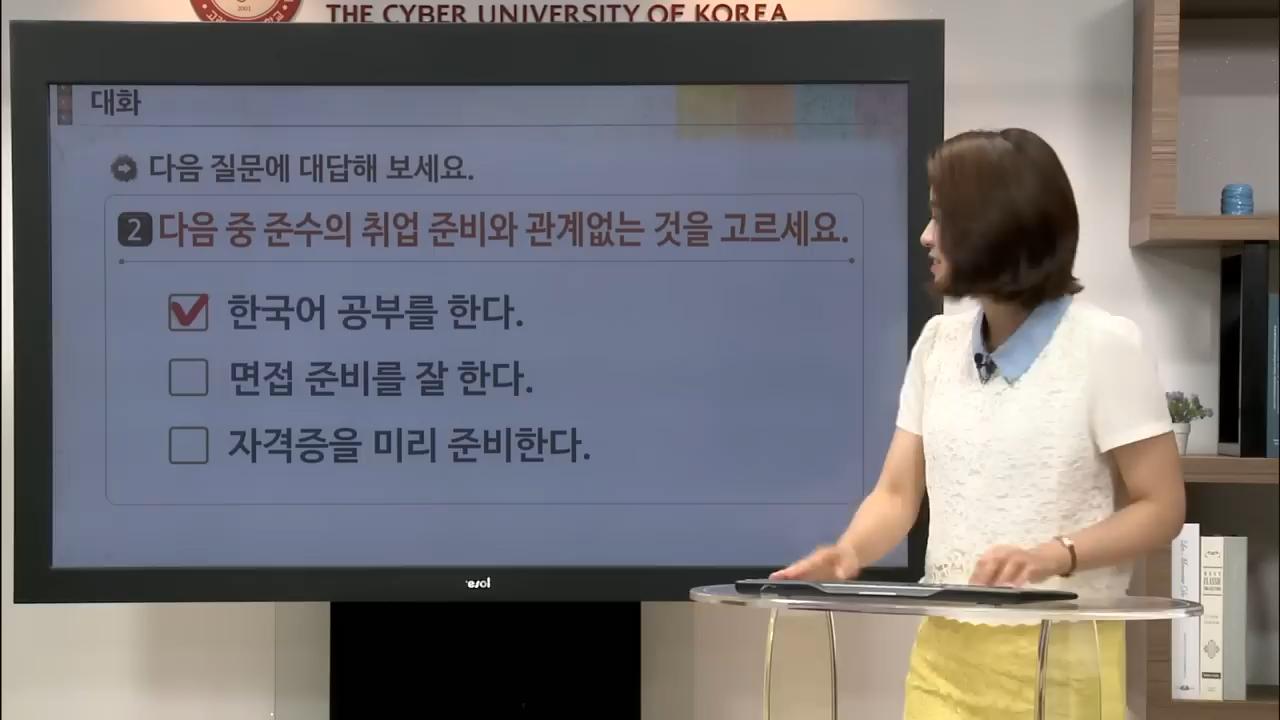 THE CYBER UNIVERSITY OF KOREA
2001
대화
다음 질문에 대답해 보세요.
2 다음 중 준수의 취업 준비와 관계없는 것을 고르세요.
한국어 공부를 한다.
면접 준비를 잘 한다.
자격증을 미리 준비한다.
esol
CLASSIC